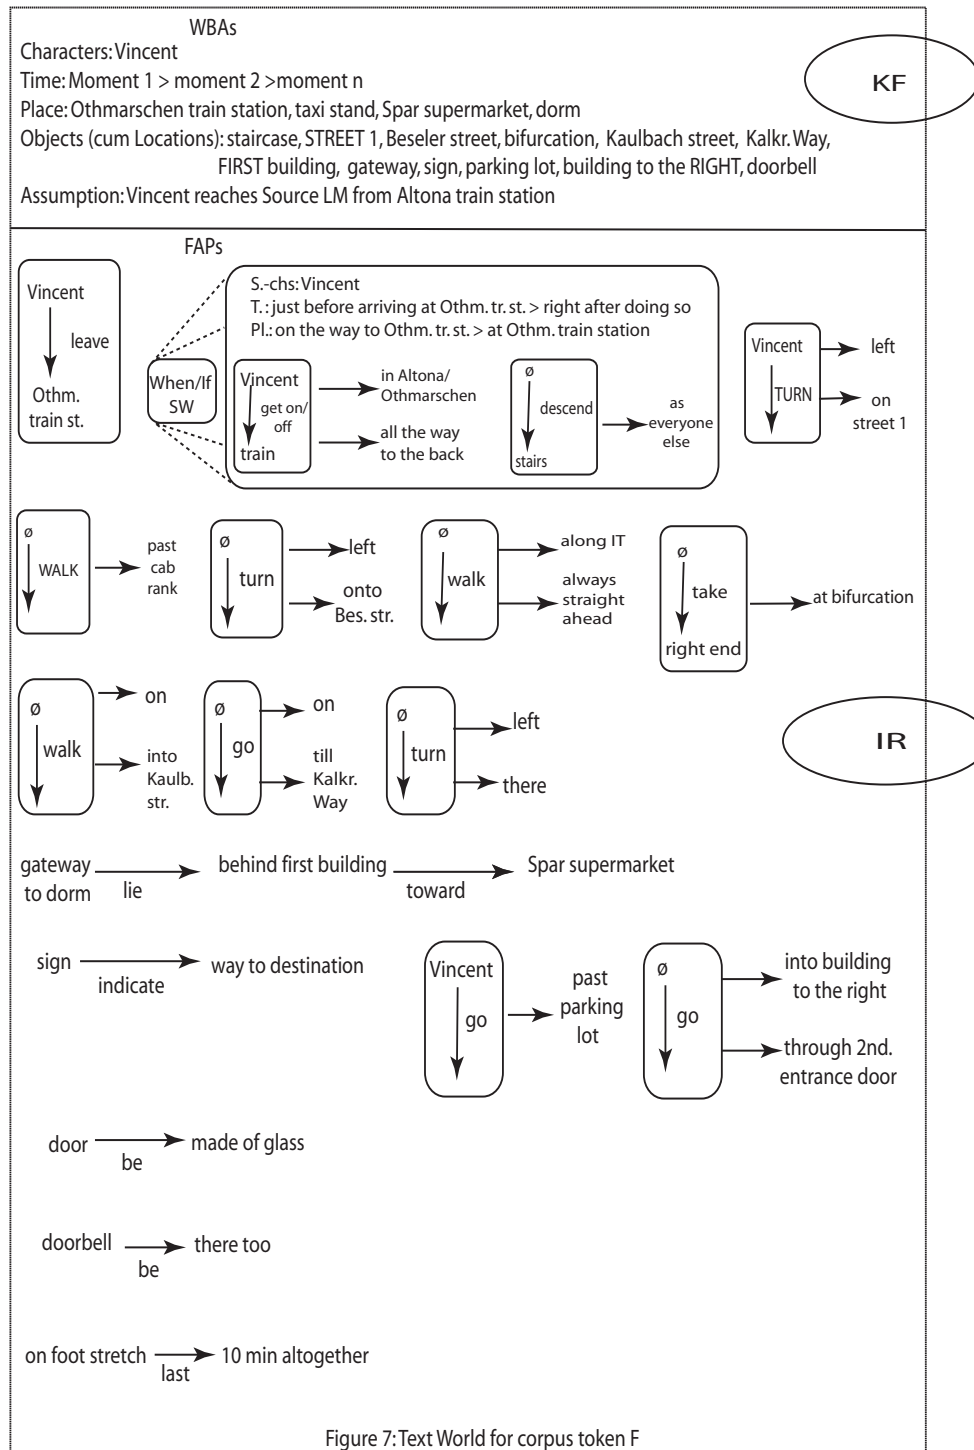 WBAs
Characters: Vincent
Time: Moment 1 > moment 2 >moment n
Place: Othmarschen train station, taxi stand, Spar supermarket, dorm
Objects (cum Locations): staircase, STREET 1, Beseler street, bifurcation, Kaulbach street, Kalkr. Way,
FIRST building, gateway, sign, parking lot, building to the RIGHT, doorbell
Assumption: Vincent reaches Source LM from Altona train station
KF
FAPs
Vincent
leave
Othm.
train st.
When/If
SW
S.-chs: Vincent
T. : just before arriving at Othm. tr. st. > right after doing so
Pl.: on the way to Othm. tr. st. > at Othm. train station
Vincent
get on/
off
train
in Altona/
Othmarschen
all the way
to the back
ø
descend
stairs
as
everyone
else
Vincent
TURN
left
on
street 1
ø
WALK
past
cab
rank
ø
turn
left
onto
Bes. str.
ø
walk
along IT
always
straight
ahead
ø
take
right end
at bifurcation
ø
walk
on
into
Kaulb.
str.
ø
go
on
till
Kalkr.
Way
ø
turn
left
there
IR
gateway
to dorm
lie
behind first building
toward
Spar supermarket
sign
indicate
way to destination
Vincent
go
past
parking
lot
ø
go
into building
to the right
through 2nd.
entrance door
door
be
made of glass
doorbell
be
there too
on foot stretch
last
10 min altogether
Figure 7: Text World for corpus token F